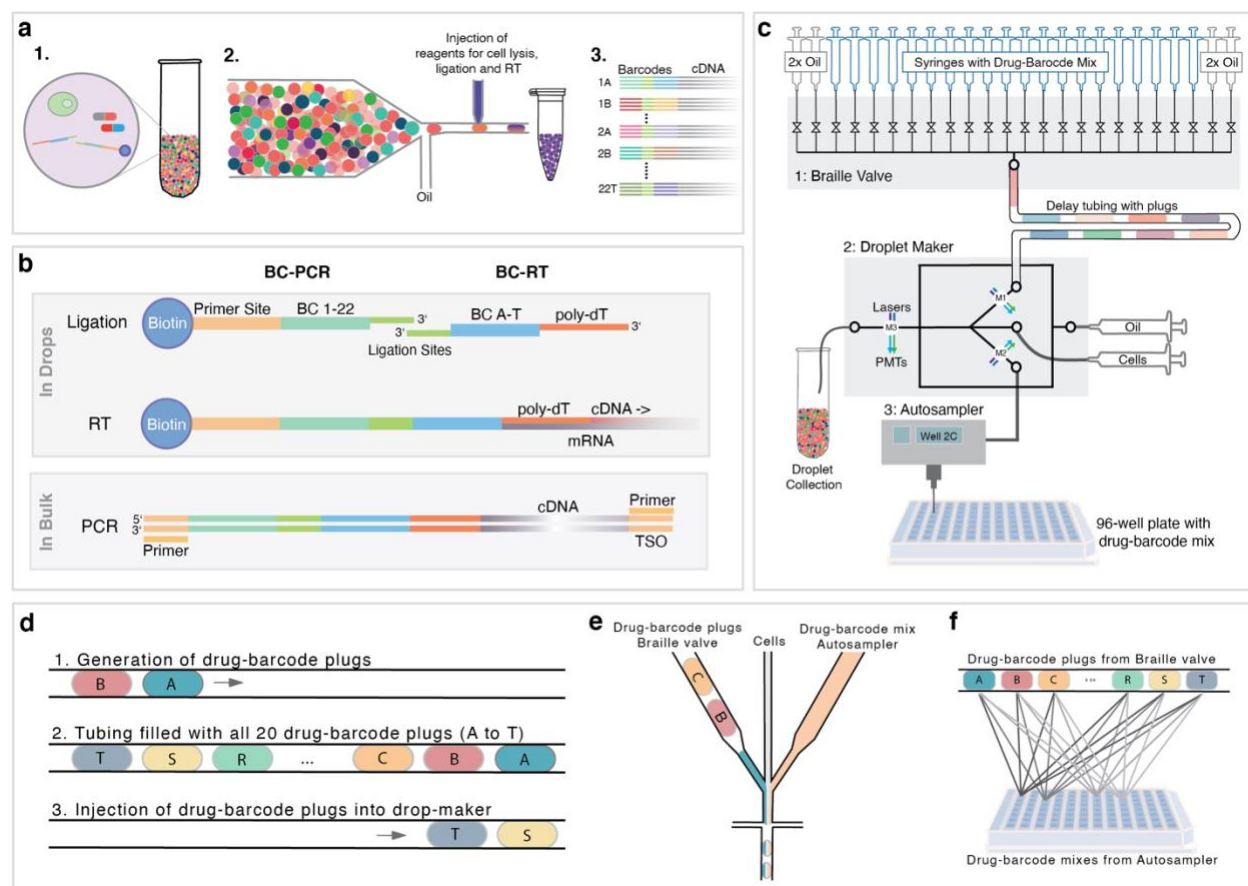 a
1.
2.
Injection of
reagents for cell lysis,
ligation and RT
Oil
3.
Barcodes cDNA
1A
1B
2A
2B
22T
b
BC-PCR BC-RT
In Drops
Ligation
Biotin
Primer Site BC 1-22
3'
3'
Ligation Sites
BC A-T poly-dT
3'
RT
Biotin
poly-dT cDNA ->
mRNA
In Bulk
PCR
5'
3'
Primer
cDNA
Primer
TSO
c
2x Oil
Syringes with Drug-Barocde Mix
2x Oil
1: Braille Valve
Delay tubing with plugs
2: Droplet Maker
Lasers
M1
M3
M2
PMTs
Oil
Cells
3: Autosampler
Well 2C
Droplet
Collection
96-well plate with
drug-barcode mix
d
1. Generation of drug-barcode plugs
B A
2. Tubing filled with all 20 drug-barcode plugs (A to T)
T S R ... C B A
3. Injection of drug-barcode plugs into drop-maker
T S
e
Drug-barcode plugs
Braille valve
Cells
Drug-barcode mix
Autosampler
C
B
f
Drug-barcode plugs from Braille valve
A B C ... R S T
Drug-barcode mixes from Autosampler